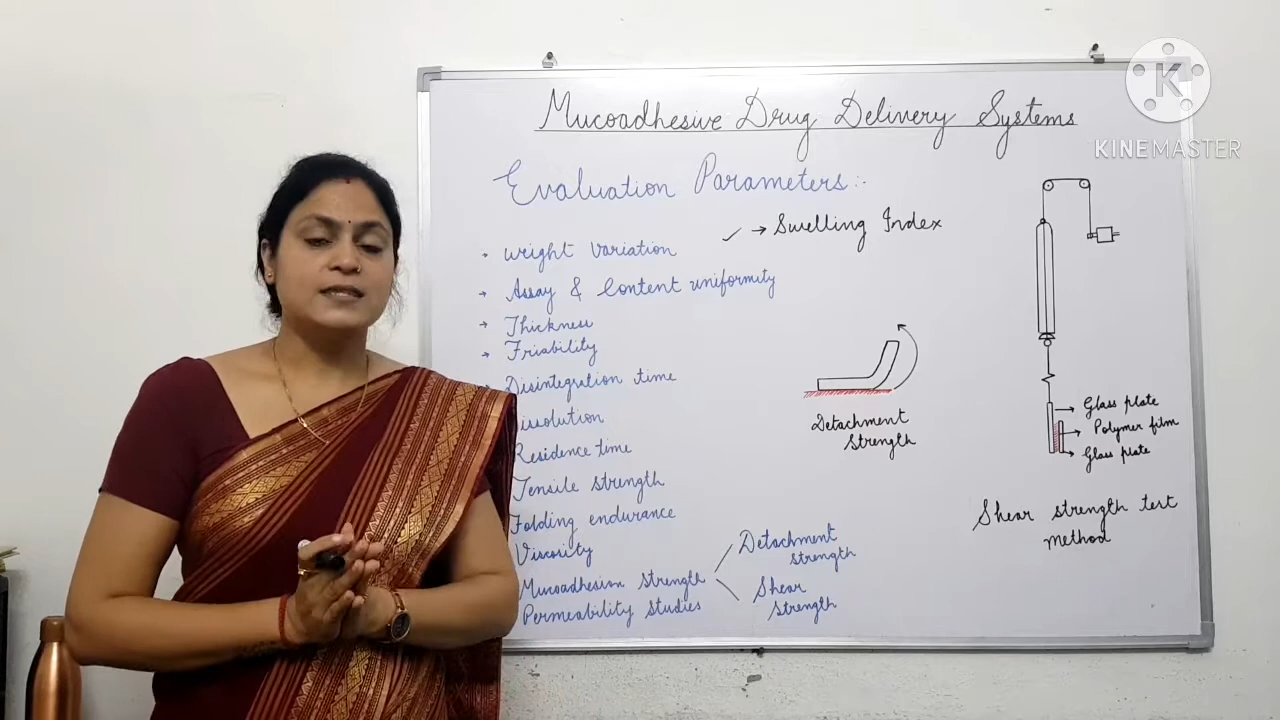 Mucoadhesive Drug Delivery Systems
KINEMASTER
Evaluation Parameters:-
→ Swelling Index
→ Weight Variation
→ Assay & Content uniformity
→ Thickness
→ Friability
Disintegration time
Dissolution
Residence time
Tensile strength
Folding endurance
Viscosity
Mucoadhesion strength
Permeability studies
Detachment
strength
Shear
strength
Detachment
Strength
Glass plate
Polymer film
Glass plate
Shear strength test
method